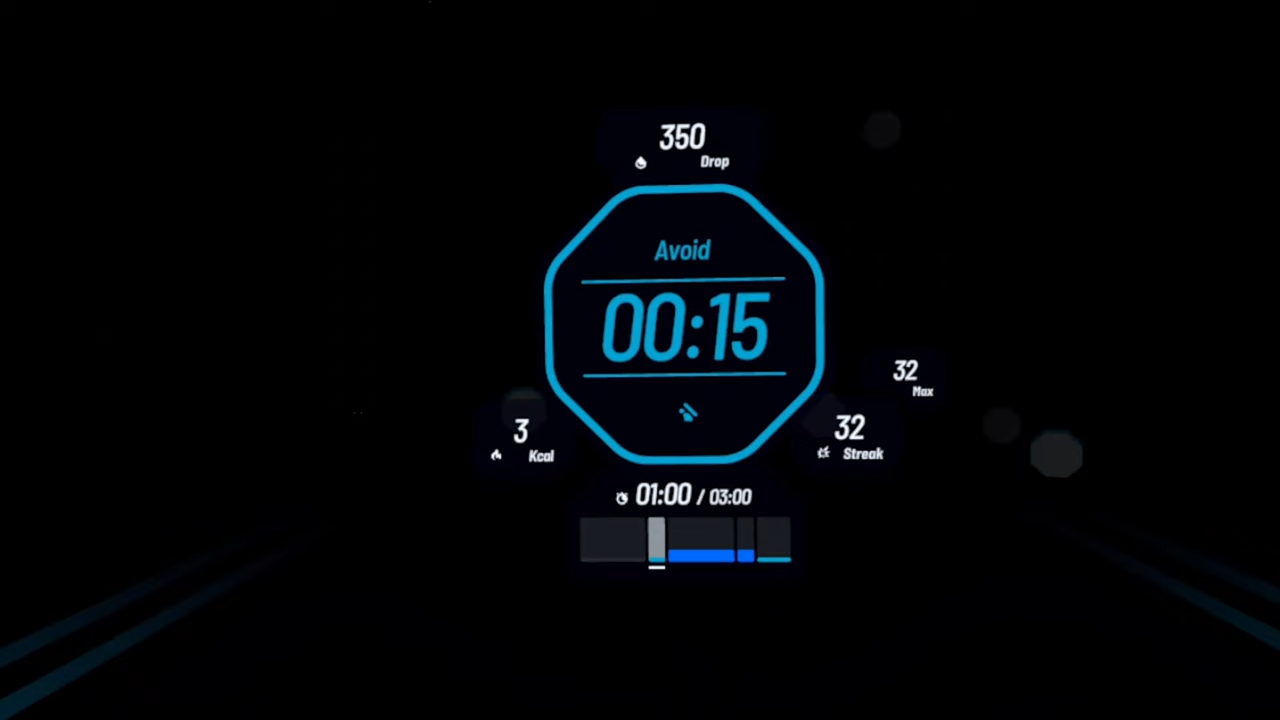 350
Drop
Avoid
00:15
32
Max
3
Kcal
32
Streak
01:00 / 03:00